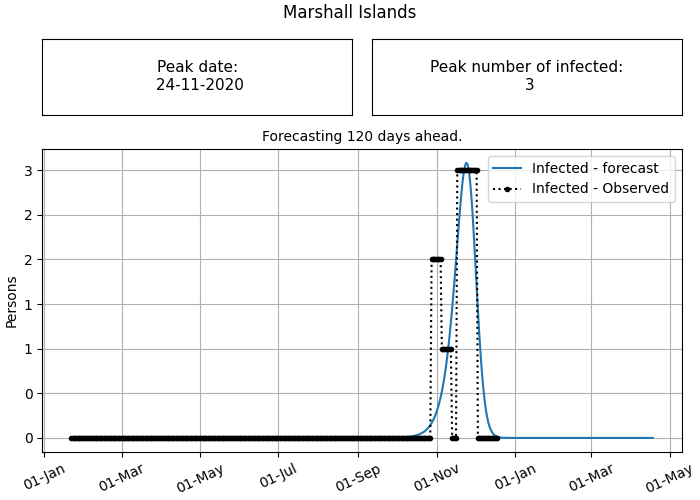 Marshall Islands
Peak date:
24-11-2020
Peak number of infected:
3
Forecasting 120 days ahead.
Infected - forecast
Infected - Observed
Persons
3
2
2
1
1
0
0
01-Jan
01-Mar
01-May
01-Jul
01-Sep
01-Nov
01-Jan
01-Mar
01-May